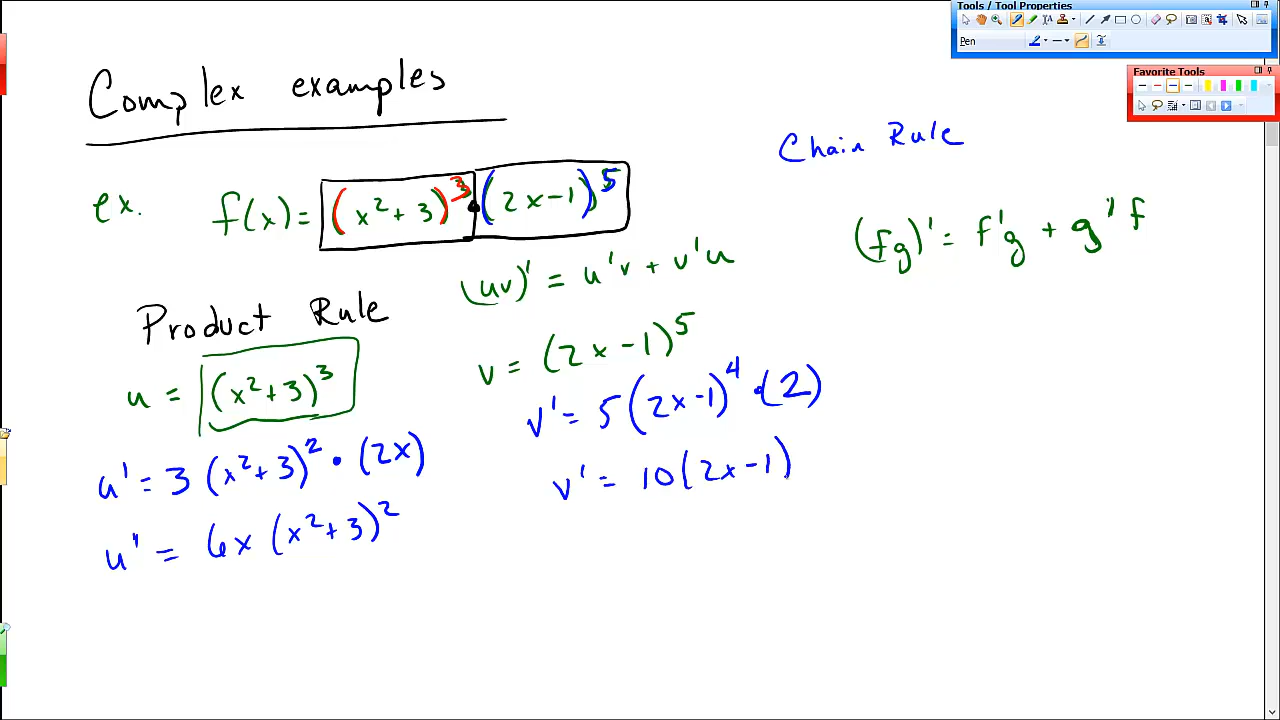 Tools / Tool Properties
Pen
Favorite Tools
Complex examples
Chain Rule
ex. f(x) = (x² + 3)³ • (2x - 1)⁵
(fg)' = f'g + g'' f
(uv)' = u'v + v'u
Product Rule
u = (x² + 3)³
v = (2x - 1)⁵
v' = 5 (2x - 1)⁴ • (2)
u' = 3 (x² + 3)² • (2x)
v' = 10 (2x - 1)
u'' = 6x (x² + 3)²